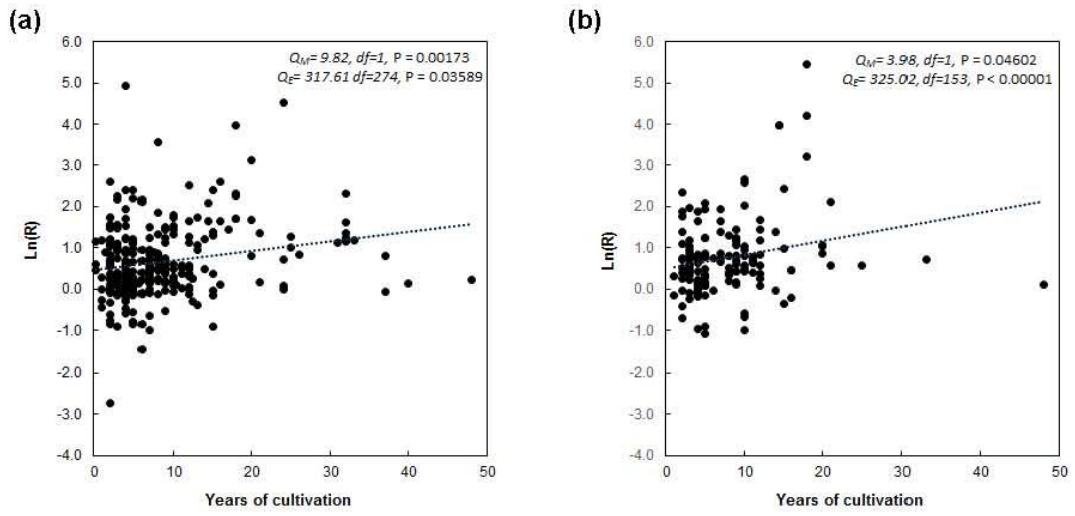 (a)
6.0
5.0
4.0
3.0
2.0
1.0
0.0
-1.0
-2.0
-3.0
-4.0
Ln(R)
Q_M= 9.82, df=1, P = 0.00173
Q_E= 317.61 df=274, P = 0.03589
0 10 20 30 40 50
Years of cultivation
(b)
6.0
5.0
4.0
3.0
2.0
1.0
0.0
-1.0
-2.0
-3.0
-4.0
Ln(R)
Q_M= 3.98, df=1, P = 0.04602
Q_E= 325.02, df=153, P < 0.00001
0 10 20 30 40 50
Years of cultivation